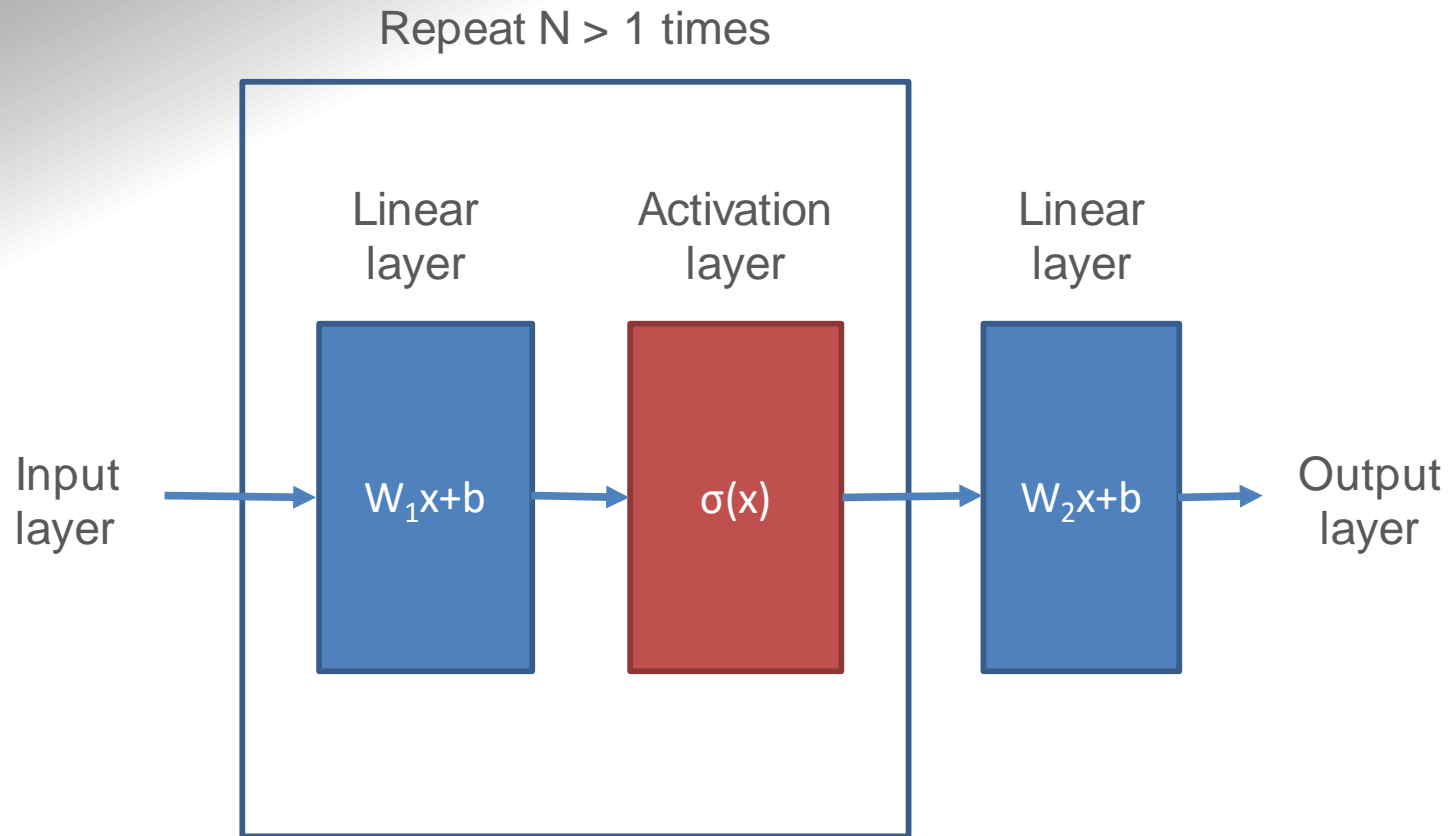 Repeat N > 1 times
Linear
layer
Activation
layer
Linear
layer
Input
layer
W₁x+b
σ(x)
W₂x+b
Output
layer